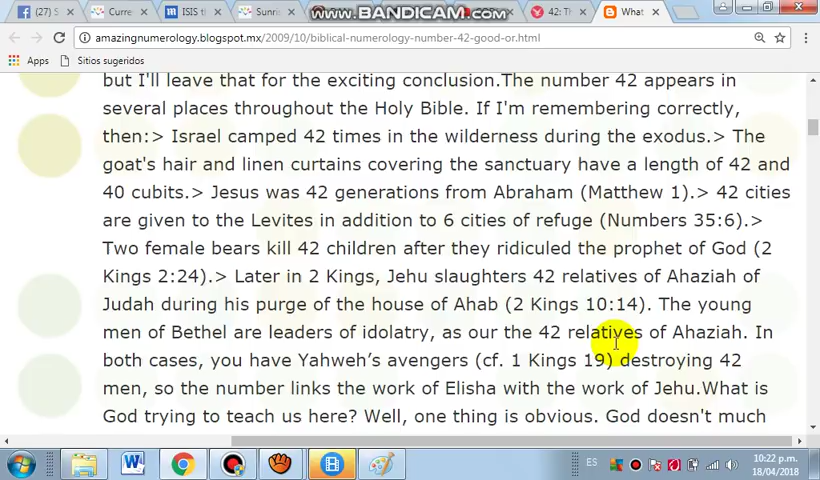 (27) S
Curre
ISIS t
Sunris
www.BANDICAM.com
42: Th
What
amazingnumerology.blogspot.mx/2009/10/biblical-numerology-number-42-good-or.html
Apps
Sitios sugeridos
but I'll leave that for the exciting conclusion.The number 42 appears in
several places throughout the Holy Bible. If I'm remembering correctly,
then:> Israel camped 42 times in the wilderness during the exodus.> The
goat's hair and linen curtains covering the sanctuary have a length of 42 and
40 cubits.> Jesus was 42 generations from Abraham (Matthew 1).> 42 cities
are given to the Levites in addition to 6 cities of refuge (Numbers 35:6).>
Two female bears kill 42 children after they ridiculed the prophet of God (2
Kings 2:24).> Later in 2 Kings, Jehu slaughters 42 relatives of Ahaziah of
Judah during his purge of the house of Ahab (2 Kings 10:14). The young
men of Bethel are leaders of idolatry, as our the 42 relatives of Ahaziah. In
both cases, you have Yahweh’s avengers (cf. 1 Kings 19) destroying 42
men, so the number links the work of Elisha with the work of Jehu.What is
God trying to teach us here? Well, one thing is obvious. God doesn't much
ES
10:22 p.m.
18/04/2018